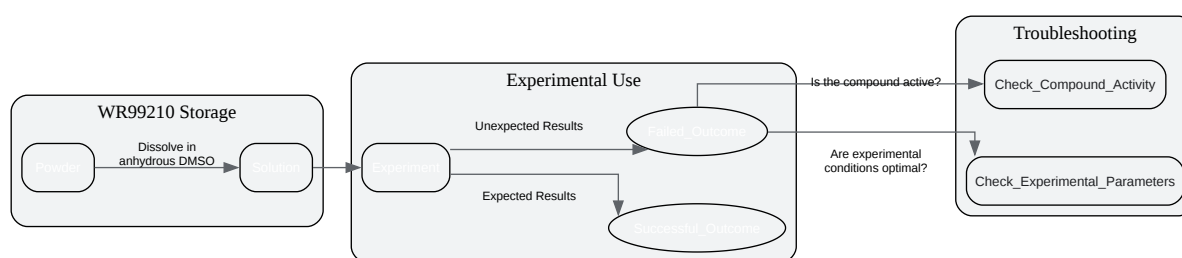 WR99210 Storage
Powder
Dissolve in
anhydrous DMSO
Solution
Experimental Use
Experiment
Unexpected Results
Expected Results
Failed_Outcome
Successful_Outcome
Is the compound active?
Are experimental
conditions optimal?
Troubleshooting
Check_Compound_Activity
Check_Experimental_Parameters